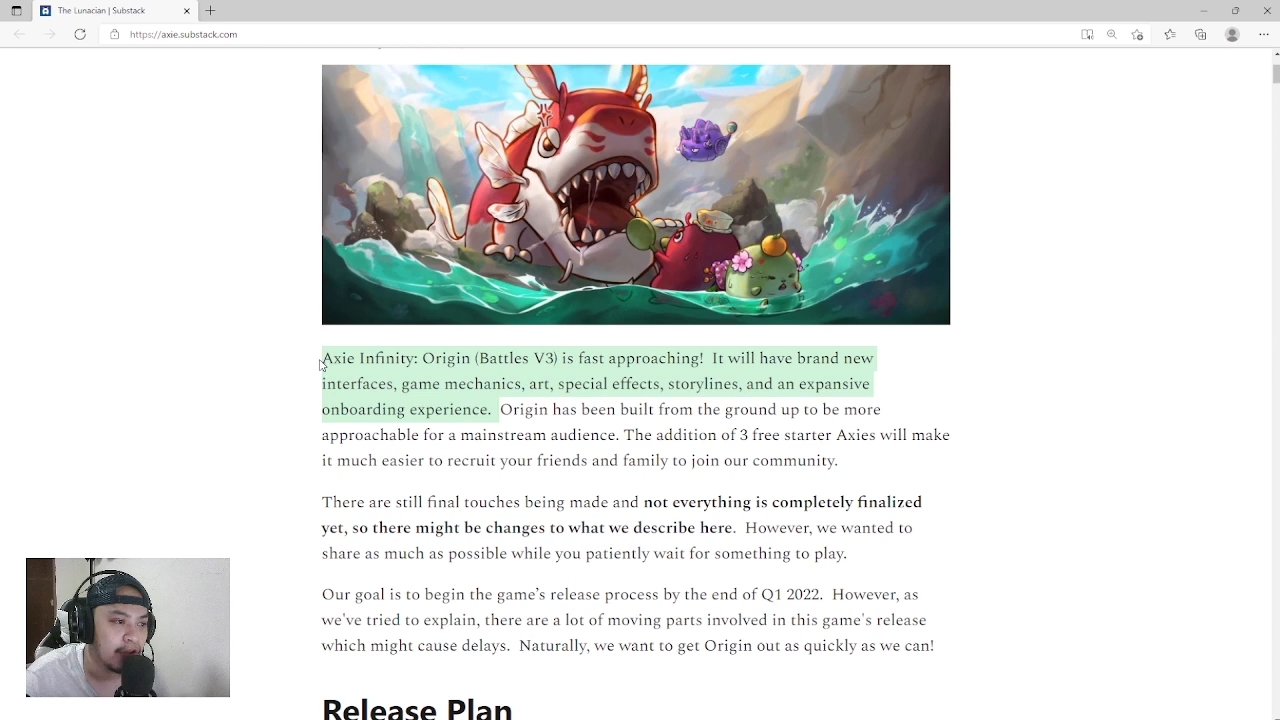 The Lunacian | Substack
https://axie.substack.com
Axie Infinity: Origin (Battles V3) is fast approaching!  It will have brand new
interfaces, game mechanics, art, special effects, storylines, and an expansive
onboarding experience.  Origin has been built from the ground up to be more
approachable for a mainstream audience. The addition of 3 free starter Axies will make
it much easier to recruit your friends and family to join our community.
There are still final touches being made and not everything is completely finalized
yet, so there might be changes to what we describe here.  However, we wanted to
share as much as possible while you patiently wait for something to play.
Our goal is to begin the game’s release process by the end of Q1 2022.  However, as
we've tried to explain, there are a lot of moving parts involved in this game's release
which might cause delays.  Naturally, we want to get Origin out as quickly as we can!
Release Plan